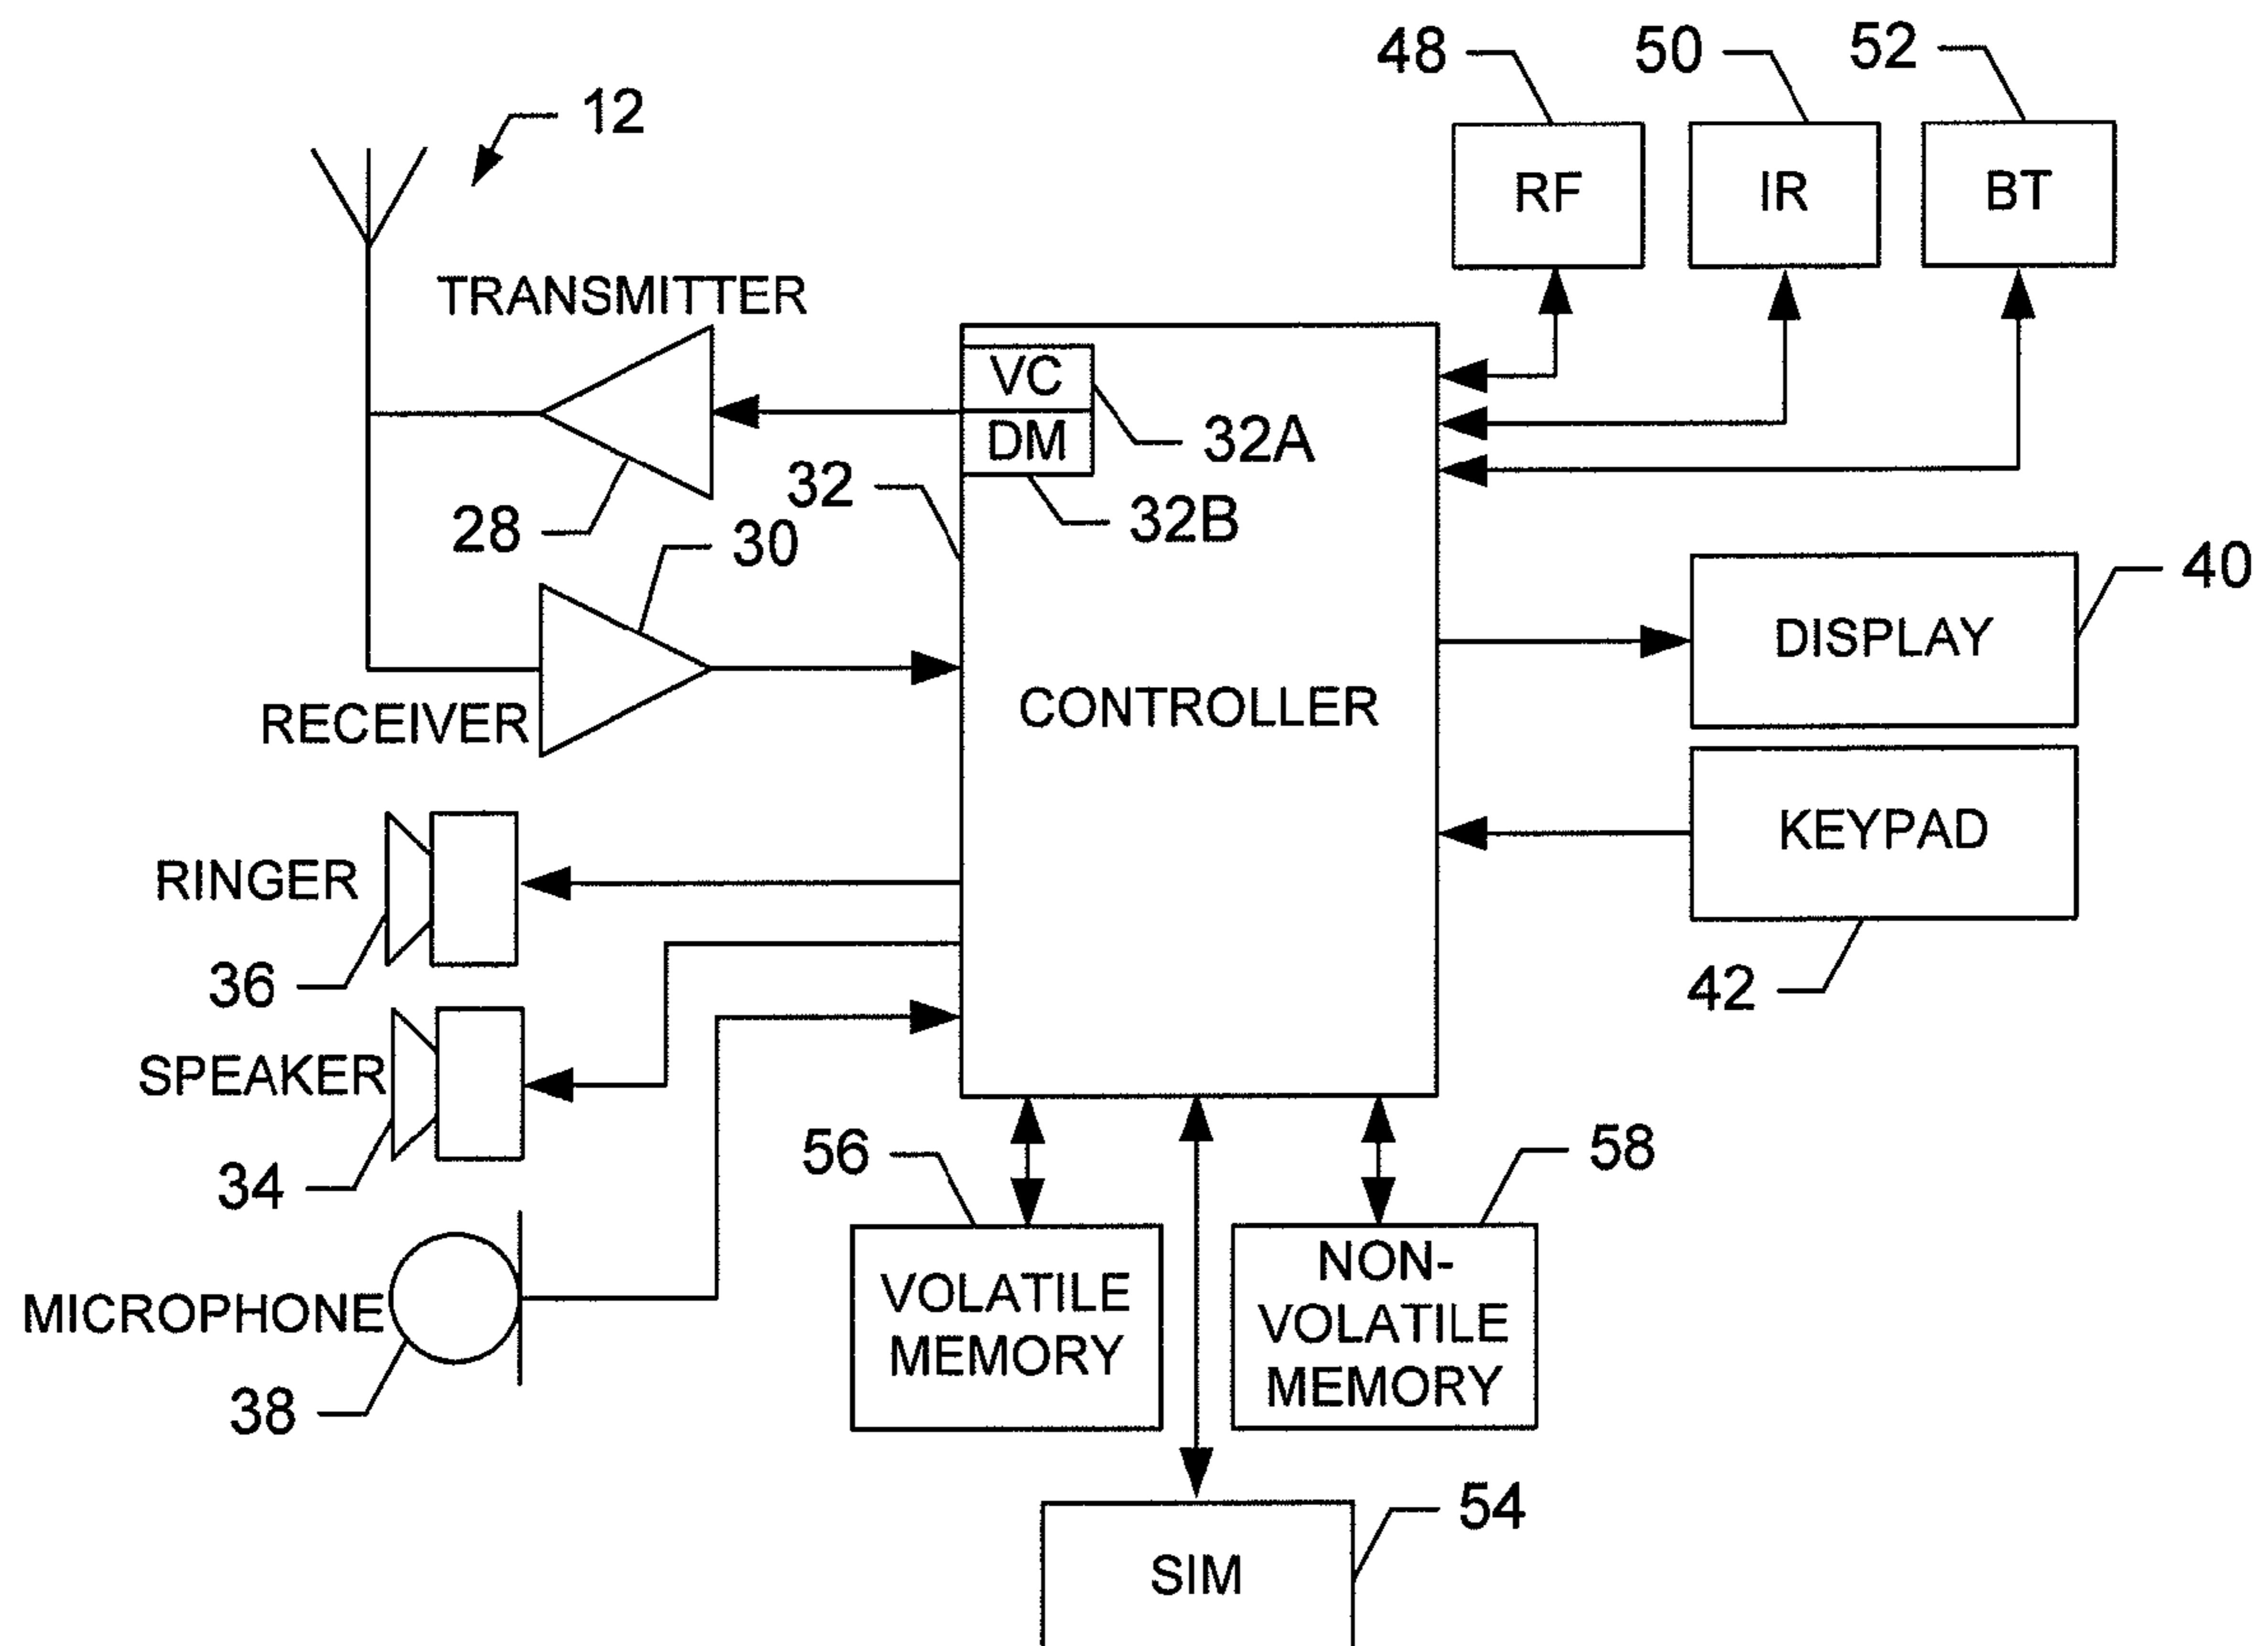 48
50
52
12
RF
IR
BT
TRANSMITTER
VC
DM
32A
32
32B
28
30
40
DISPLAY
CONTROLLER
RECEIVER
KEYPAD
RINGER
36
42
SPEAKER
34
56
58
MICROPHONE
38
VOLATILE
MEMORY
NON-
VOLATILE
MEMORY
54
SIM